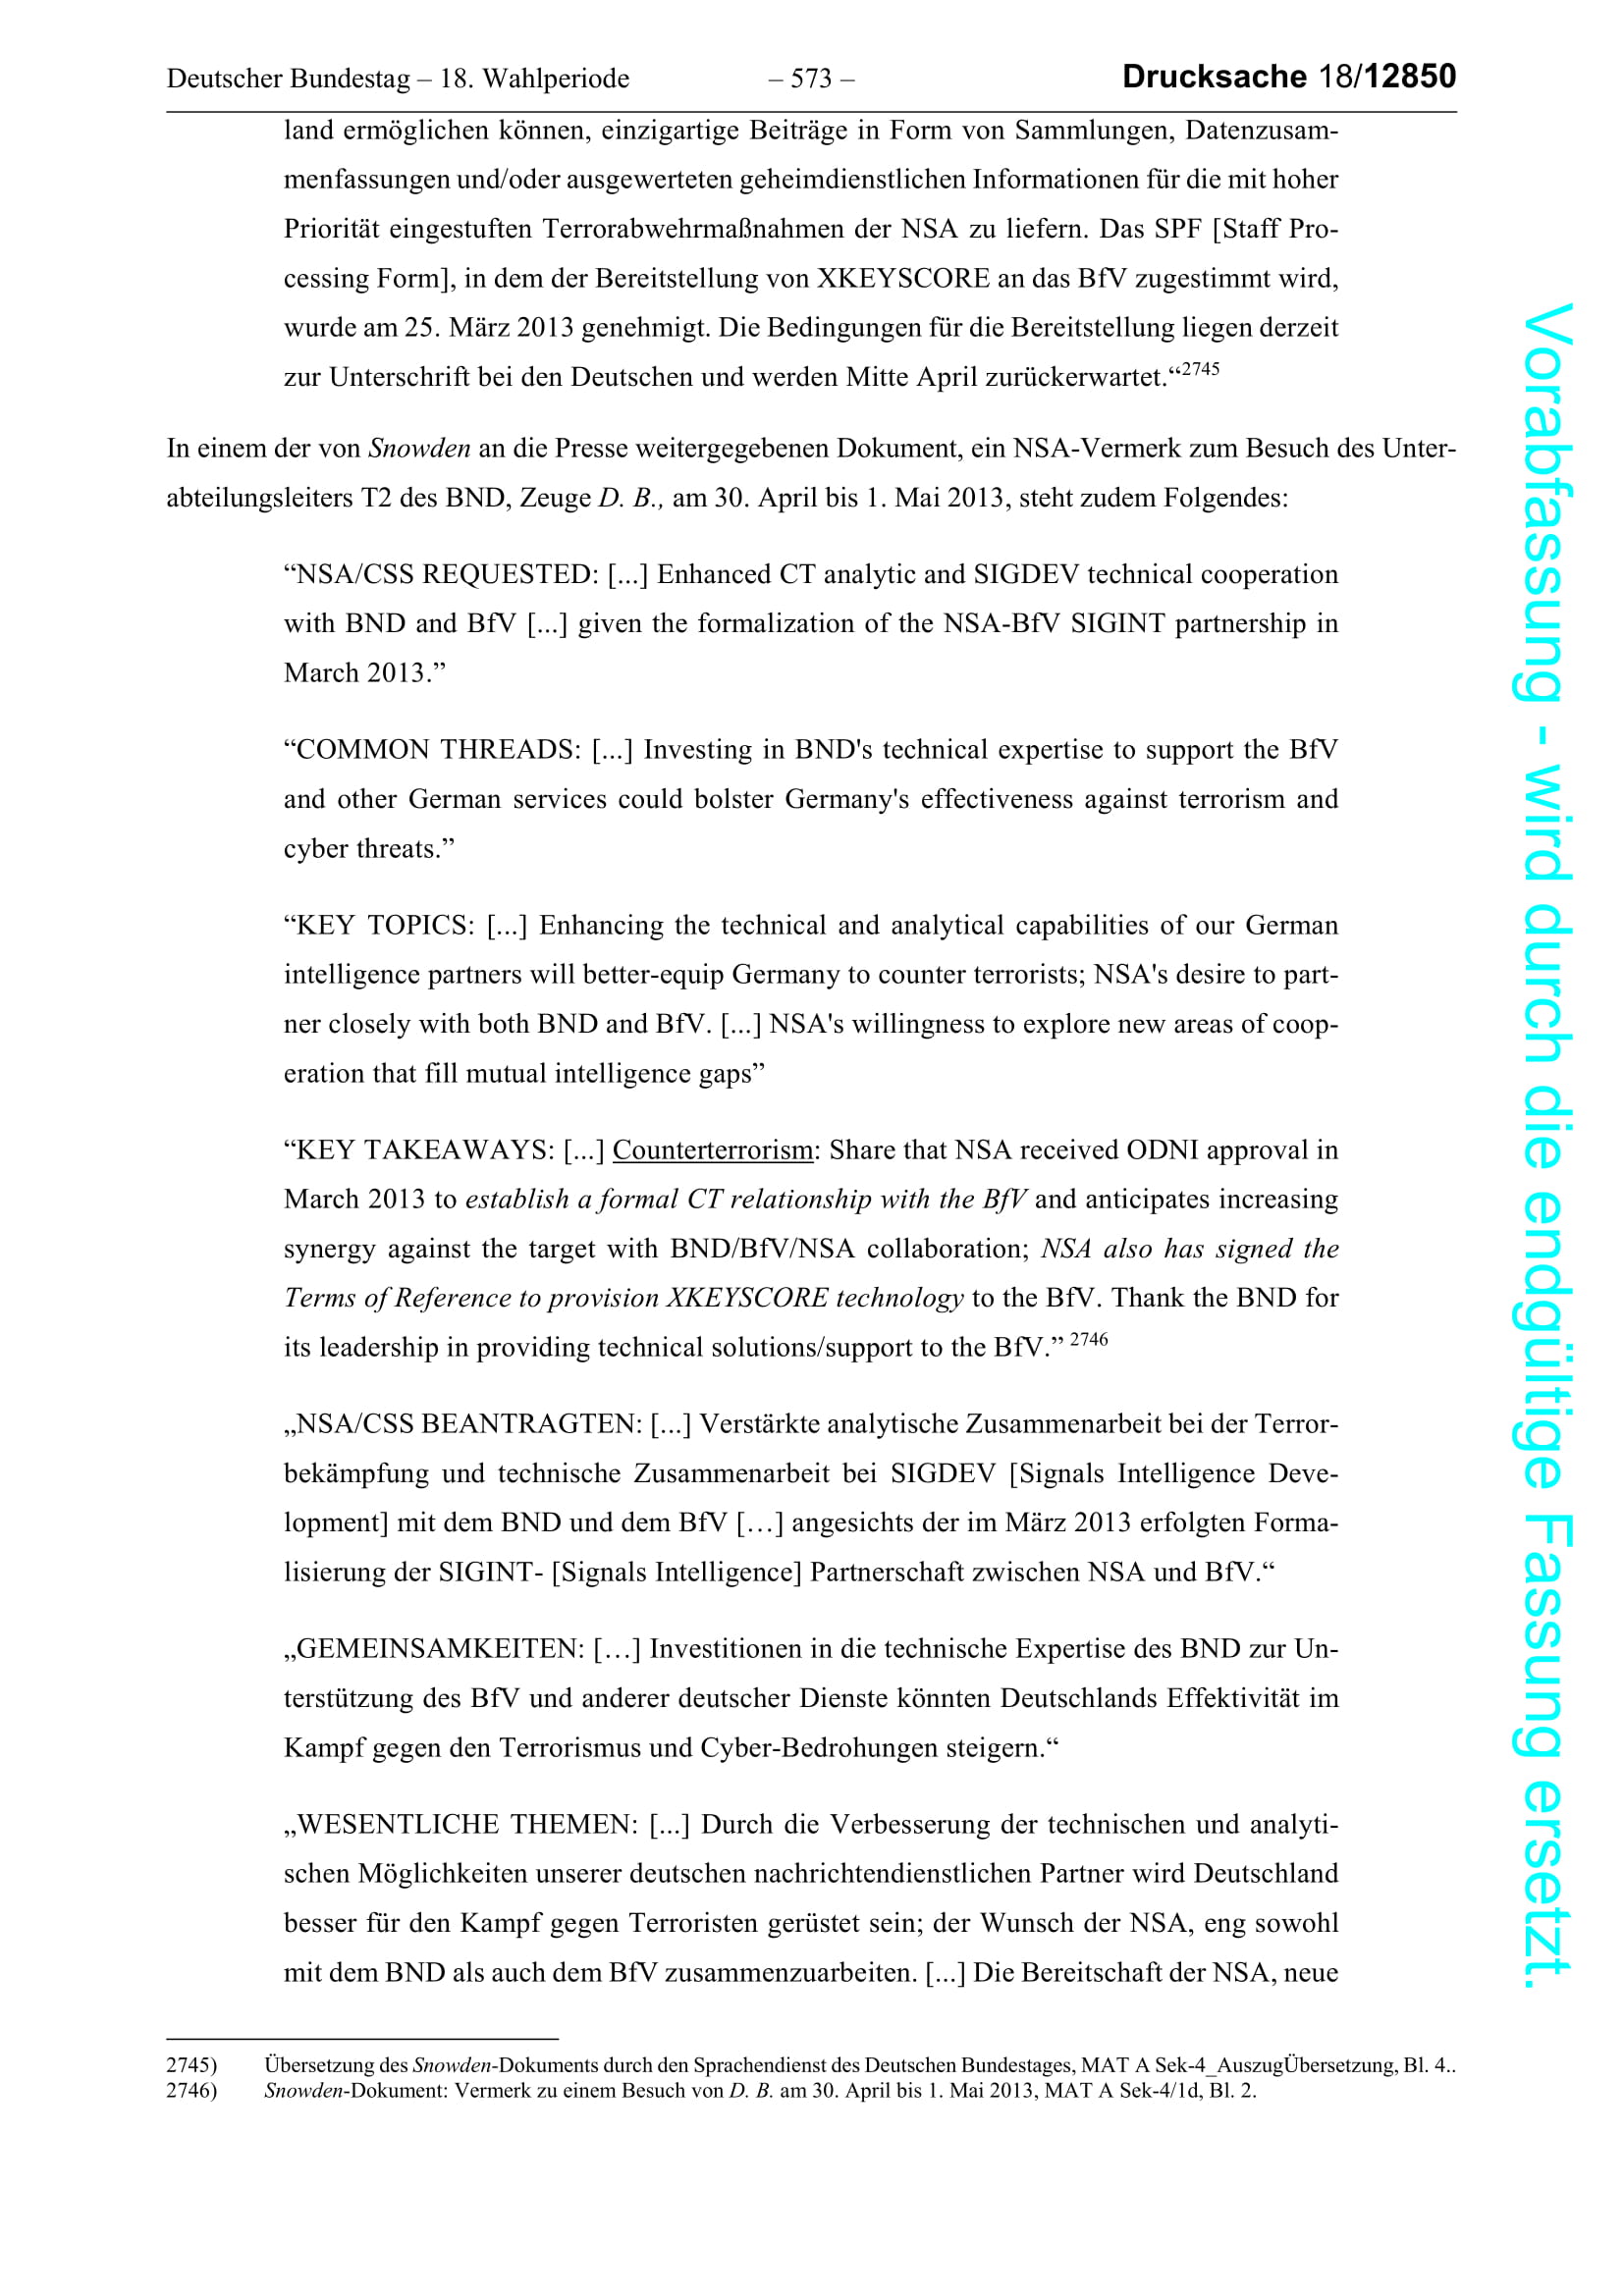 Deutscher Bundestag – 18. Wahlperiode – 573 – Drucksache 18/12850
land ermöglichen können, einzigartige Beiträge in Form von Sammlungen, Datenzusam-
menfassungen und/oder ausgewerteten geheimdienstlichen Informationen für die mit hoher
Priorität eingestuften Terrorabwehrmaßnahmen der NSA zu liefern. Das SPF [Staff Pro-
cessing Form], in dem der Bereitstellung von XKEYSCORE an das BfV zugestimmt wird,
wurde am 25. März 2013 genehmigt. Die Bedingungen für die Bereitstellung liegen derzeit
zur Unterschrift bei den Deutschen und werden Mitte April zurückerwartet.“2745
In einem der von Snowden an die Presse weitergegebenen Dokument, ein NSA-Vermerk zum Besuch des Unter-
abteilungsleiters T2 des BND, Zeuge D. B., am 30. April bis 1. Mai 2013, steht zudem Folgendes:
“NSA/CSS REQUESTED: [...] Enhanced CT analytic and SIGDEV technical cooperation
with BND and BfV [...] given the formalization of the NSA-BfV SIGINT partnership in
March 2013.”
“COMMON THREADS: [...] Investing in BND's technical expertise to support the BfV
and other German services could bolster Germany's effectiveness against terrorism and
cyber threats.”
“KEY TOPICS: [...] Enhancing the technical and analytical capabilities of our German
intelligence partners will better-equip Germany to counter terrorists; NSA's desire to part-
ner closely with both BND and BfV. [...] NSA's willingness to explore new areas of coop-
eration that fill mutual intelligence gaps”
“KEY TAKEAWAYS: [...] Counterterrorism: Share that NSA received ODNI approval in
March 2013 to establish a formal CT relationship with the BfV and anticipates increasing
synergy against the target with BND/BfV/NSA collaboration; NSA also has signed the
Terms of Reference to provision XKEYSCORE technology to the BfV. Thank the BND for
its leadership in providing technical solutions/support to the BfV.” 2746
„NSA/CSS BEANTRAGTEN: [...] Verstärkte analytische Zusammenarbeit bei der Terror-
bekämpfung und technische Zusammenarbeit bei SIGDEV [Signals Intelligence Deve-
lopment] mit dem BND und dem BfV […] angesichts der im März 2013 erfolgten Forma-
lisierung der SIGINT- [Signals Intelligence] Partnerschaft zwischen NSA und BfV.“
„GEMEINSAMKEITEN: […] Investitionen in die technische Expertise des BND zur Un-
terstützung des BfV und anderer deutscher Dienste könnten Deutschlands Effektivität im
Kampf gegen den Terrorismus und Cyber-Bedrohungen steigern.“
„WESENTLICHE THEMEN: [...] Durch die Verbesserung der technischen und analyti-
schen Möglichkeiten unserer deutschen nachrichtendienstlichen Partner wird Deutschland
besser für den Kampf gegen Terroristen gerüstet sein; der Wunsch der NSA, eng sowohl
mit dem BND als auch dem BfV zusammenzuarbeiten. [...] Die Bereitschaft der NSA, neue
2745) Übersetzung des Snowden-Dokuments durch den Sprachendienst des Deutschen Bundestages, MAT A Sek-4_AuszugÜbersetzung, Bl. 4..
2746) Snowden-Dokument: Vermerk zu einem Besuch von D. B. am 30. April bis 1. Mai 2013, MAT A Sek-4/1d, Bl. 2.
Vorabfassung - wird durch die endgültige Fassung ersetzt.